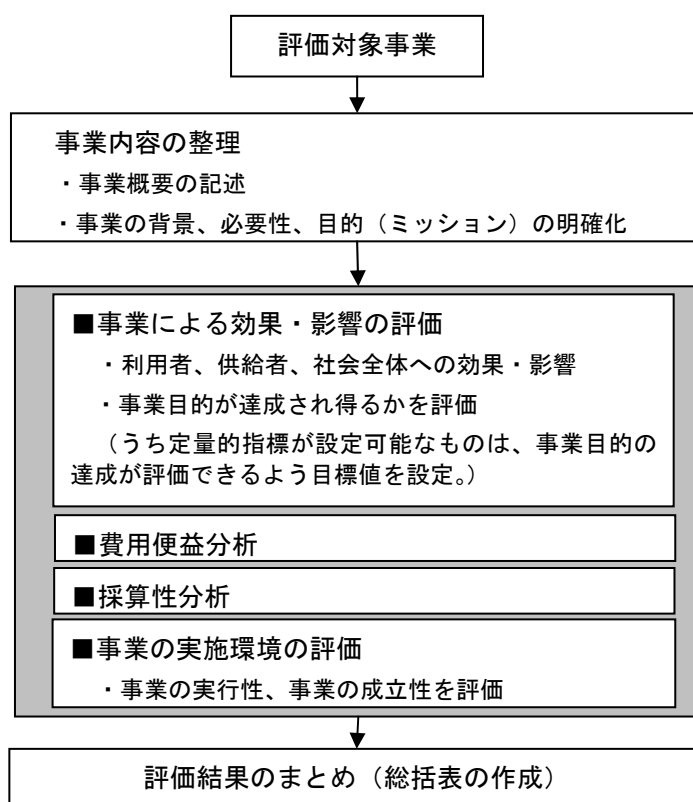 評価対象事業
事業内容の整理
・事業概要の記述
・事業の背景、必要性、目的（ミッション）の明確化
■事業による効果・影響の評価
・利用者、供給者、社会全体への効果・影響
・事業目的が達成され得るかを評価
（うち定量的指標が設定可能なものは、事業目的の
達成が評価できるよう目標値を設定。）
■費用便益分析
■採算性分析
■事業の実施環境の評価
・事業の実行性、事業の成立性を評価
評価結果のまとめ（総括表の作成）